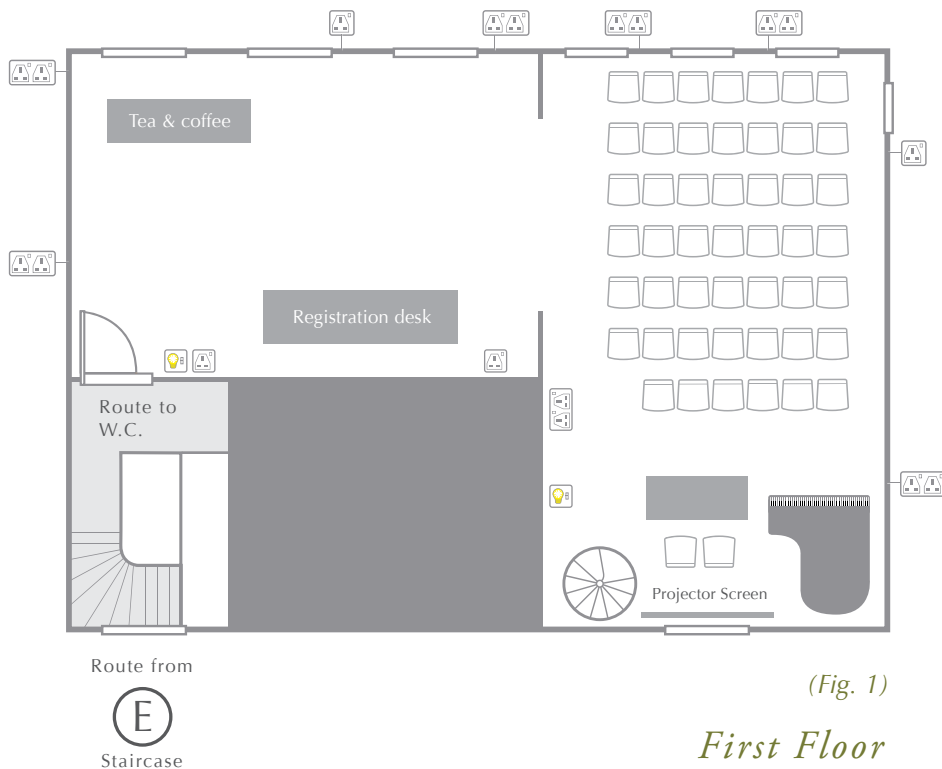 Tea & coffee
Registration desk
Route to
W.C.
Projector Screen
Route from
E
Staircase
(Fig. 1)
First Floor